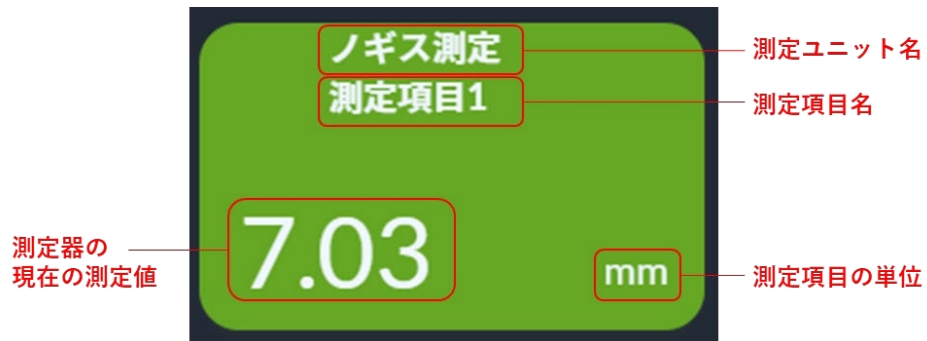 ノギス測定
測定ユニット名
測定項目1
測定項目名
測定器の
現在の測定値
7.03
mm
測定項目の単位